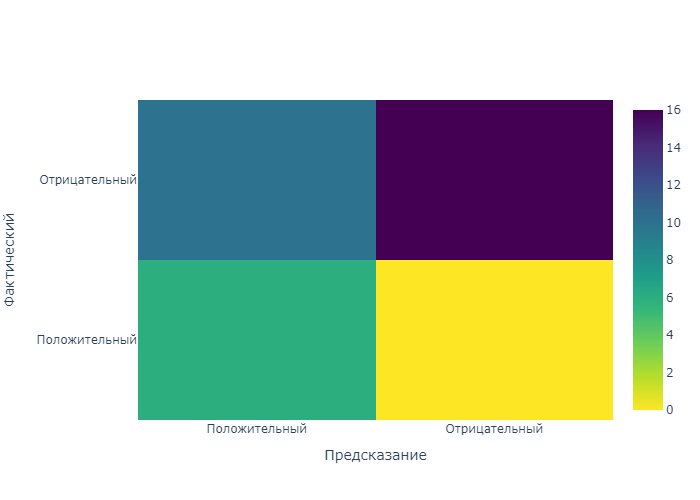 Фактический
Отрицательный
Положительный
Положительный
Отрицательный
Предсказание
16
14
12
10
8
6
4
2
0